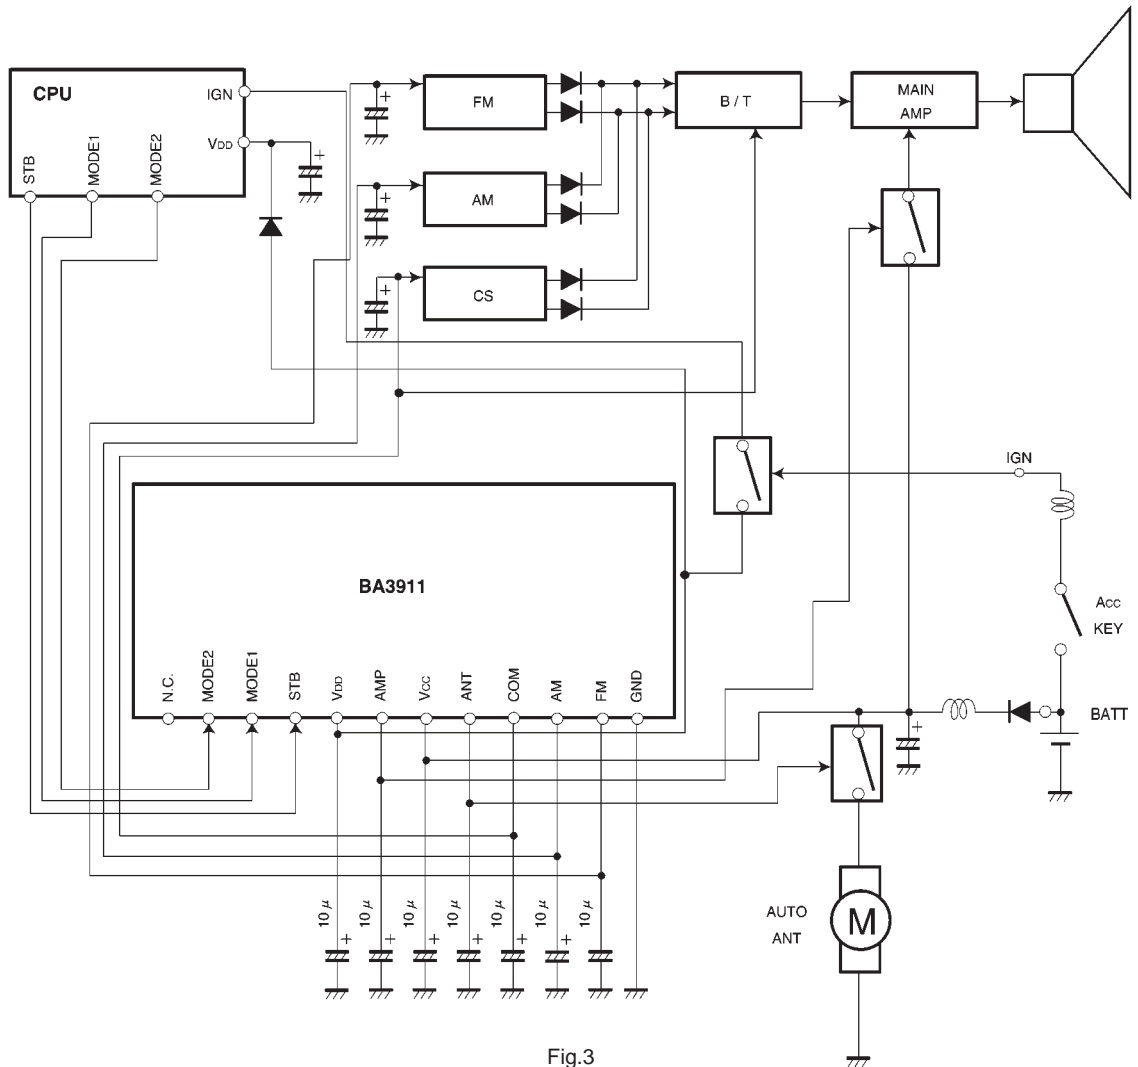 CPU
IGN
VDD
STB
MODE1
MODE2
FM
AM
CS
B / T
MAIN
AMP
IGN
ACC
KEY
BATT
BA3911
N.C.
MODE2
MODE1
STB
VDD
AMP
VCC
ANT
COM
AM
FM
GND
10 μ
10 μ
10 μ
10 μ
10 μ
10 μ
10 μ
AUTO
ANT
M
Fig.3